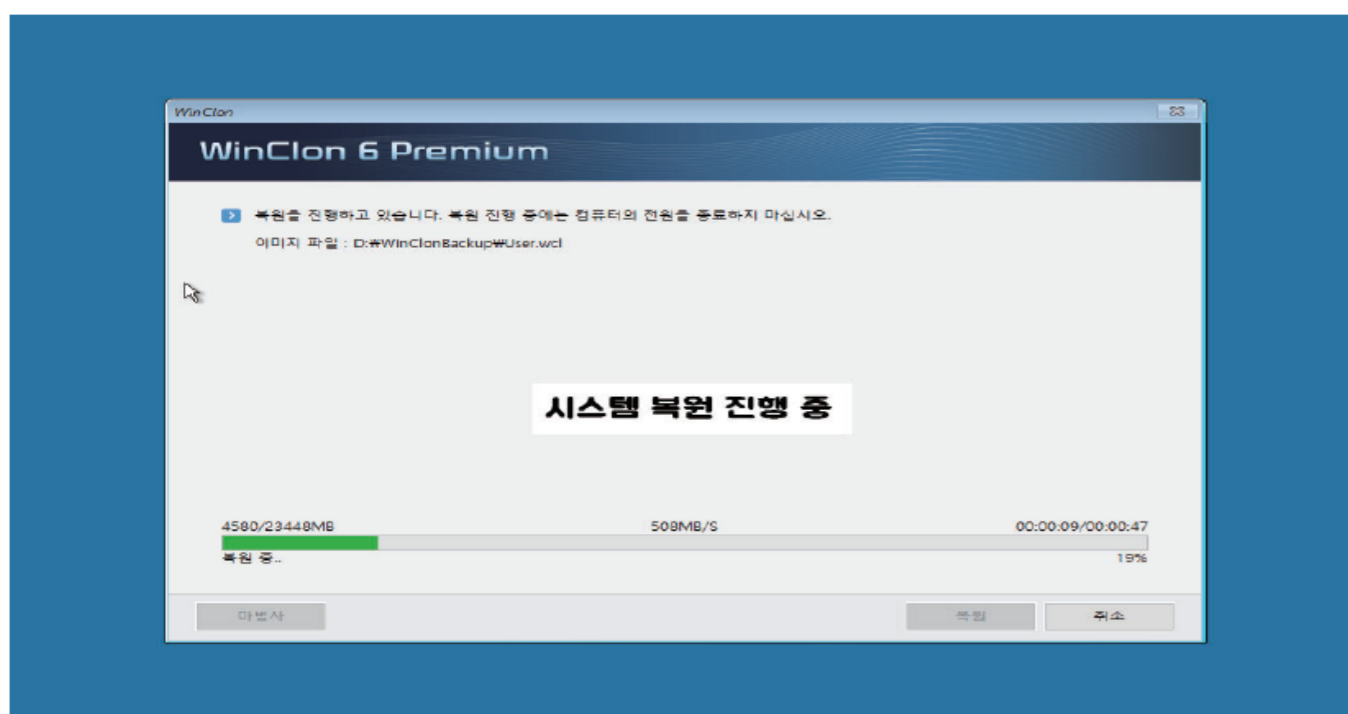 WinClon
WinClon 6 Premium
복원을 진행하고 있습니다. 복원 진행 중에는 컴퓨터의 전원을 종료하지 마십시오.
이미지 파일 : D:₩WinClonBackup₩User.wcl
시스템 복원 진행 중
4580/23448MB 508MB/S 00:00:09/00:00:47
복원 중.. 19%
마법사 복원 취소